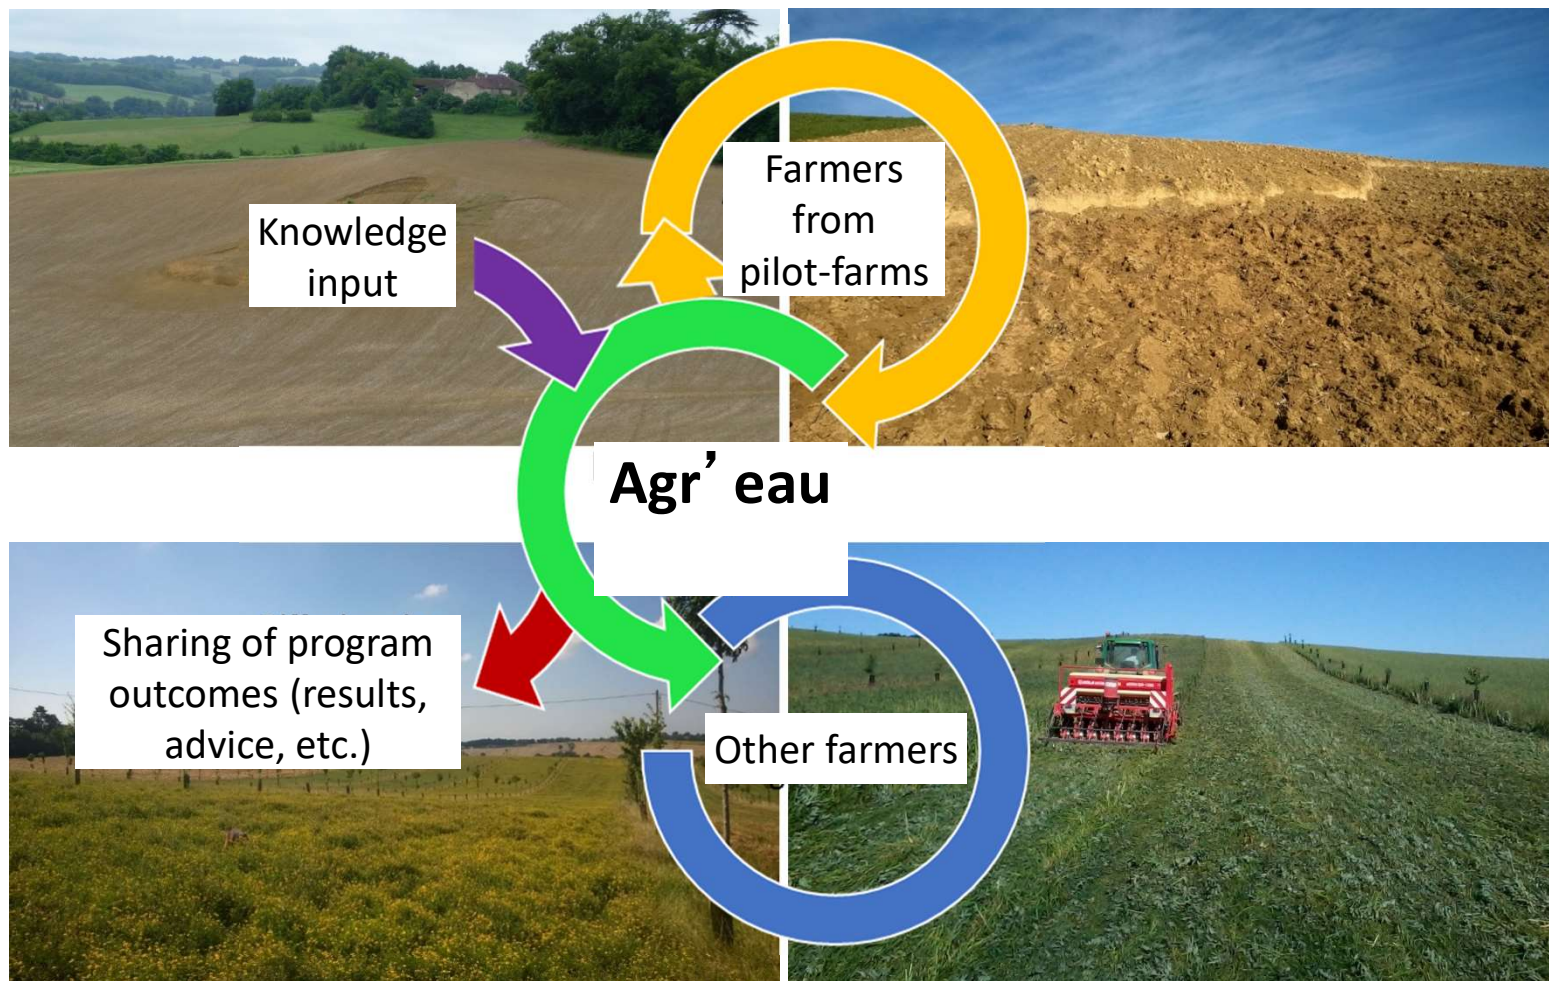 Farmers
from
pilot-farms
Knowledge
input
Agr’ eau
Sharing of program
outcomes (results,
advice, etc.)
Other farmers